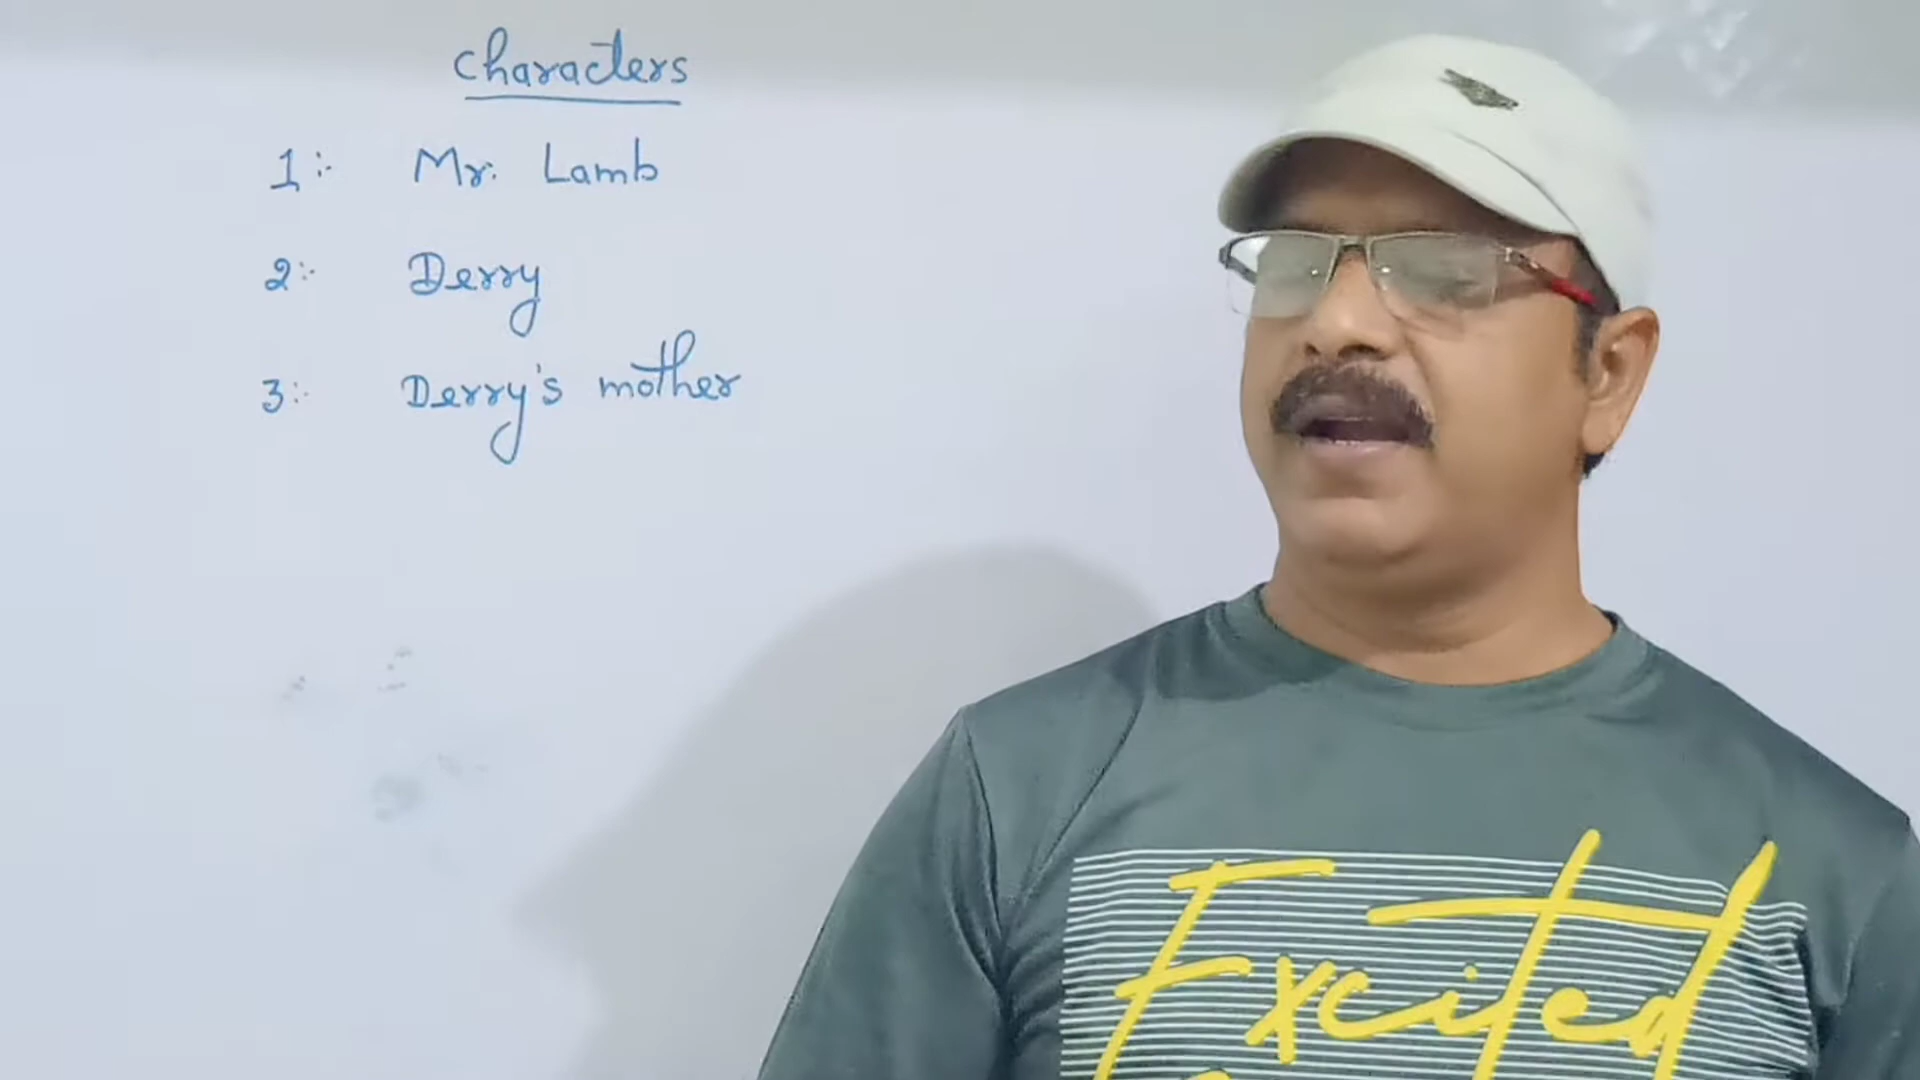 Characters
1:- Mr. Lamb
2:- Derry
3:- Derry's mother
Excited